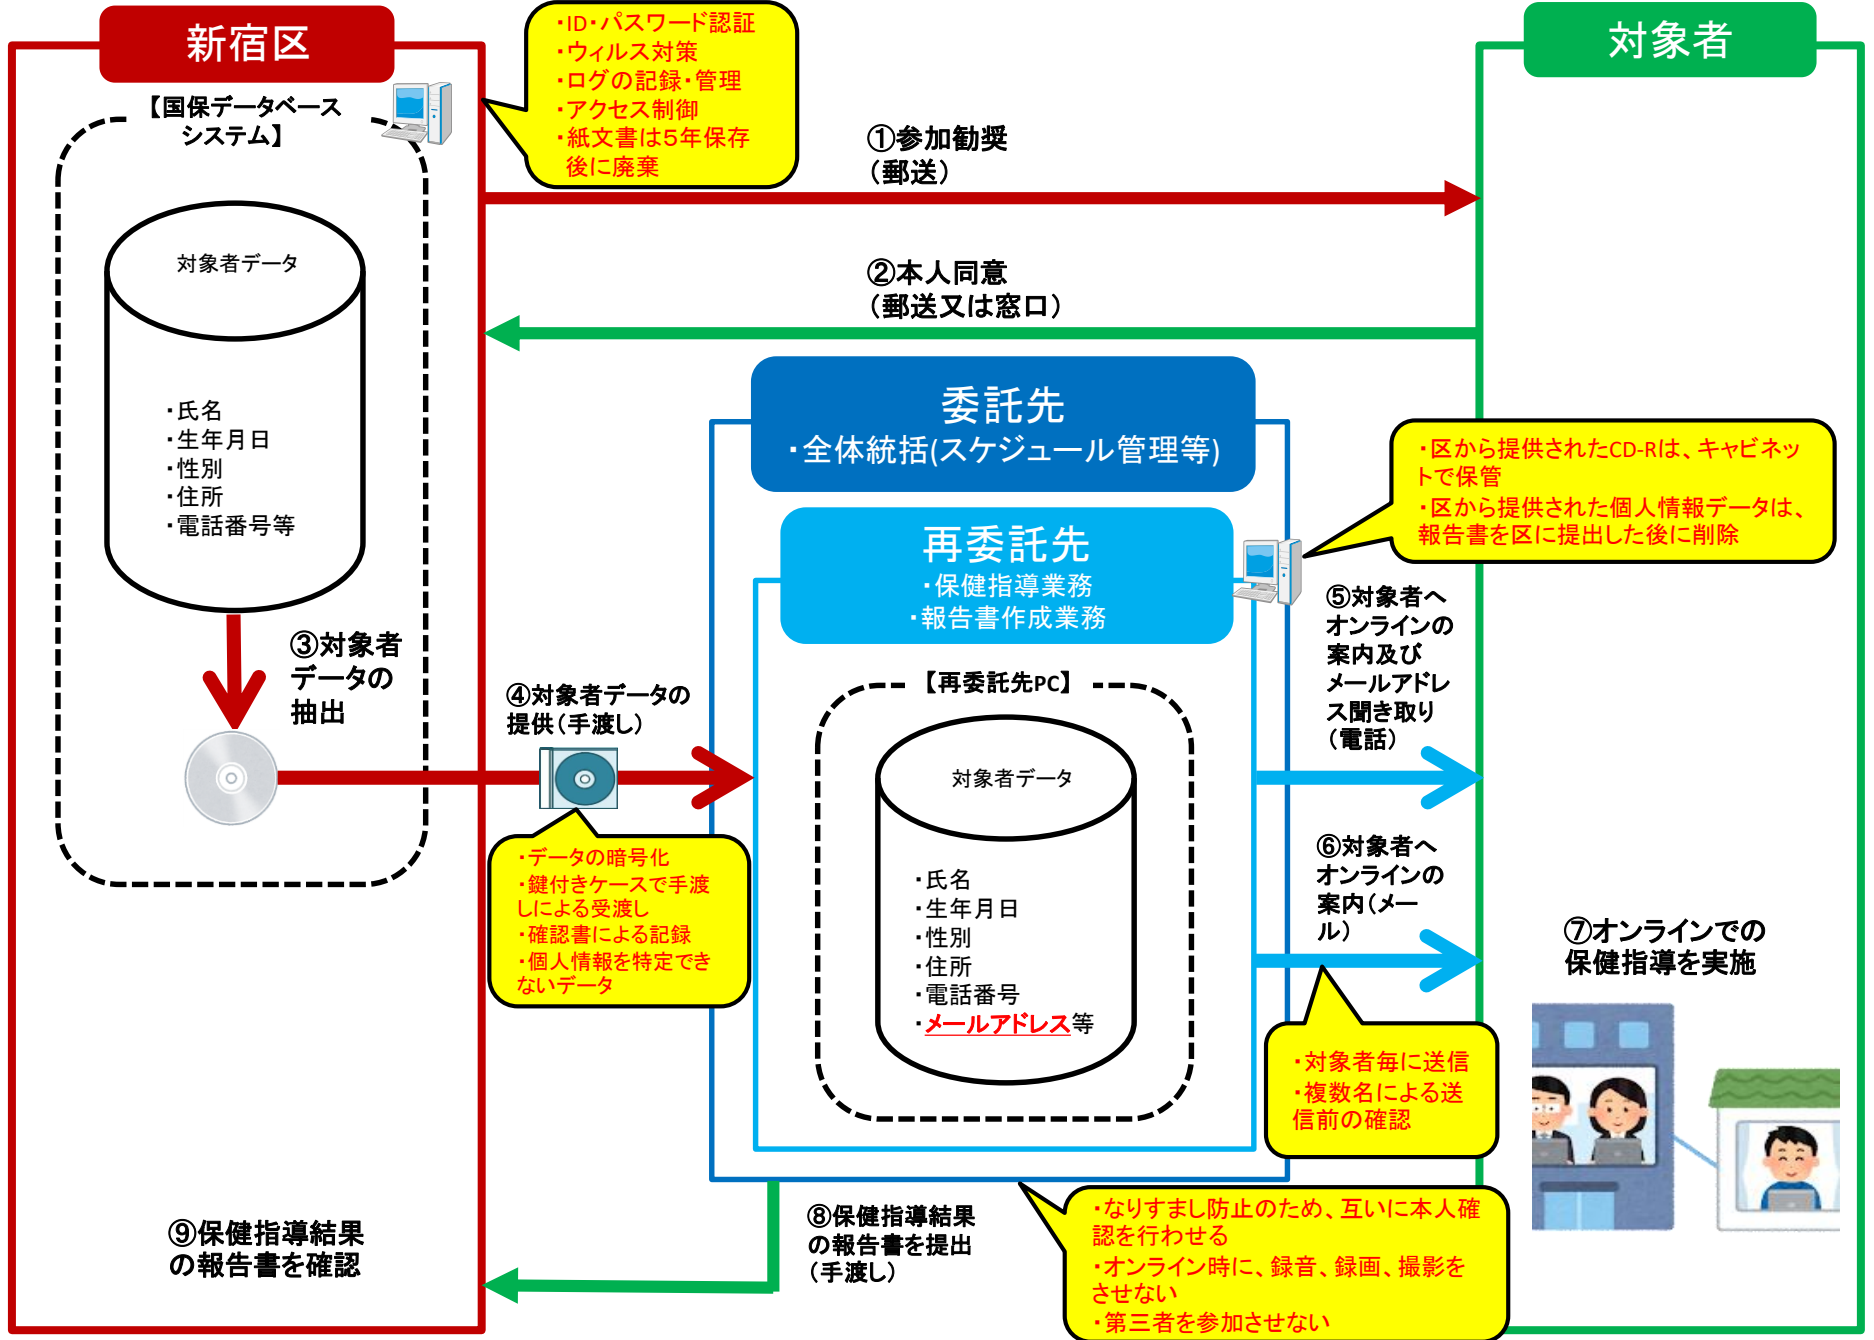 新宿区
【国保データベース
システム】
対象者データ
・氏名
・生年月日
・性別
・住所
・電話番号等
③対象者
データの
抽出
・ID・パスワード認証
・ウィルス対策
・ログの記録・管理
・アクセス制御
・紙文書は５年保存
後に廃棄
対象者
①参加勧奨
（郵送）
②本人同意
（郵送又は窓口）
委託先
・全体統括(スケジュール管理等)
再委託先
・保健指導業務
・報告書作成業務
・区から提供されたCD-Rは、キャビネッ
トで保管
・区から提供された個人情報データは、
報告書を区に提出した後に削除
④対象者データの
提供（手渡し）
・データの暗号化
・鍵付きケースで手渡
しによる受渡し
・確認書による記録
・個人情報を特定でき
ないデータ
【再委託先PC】
対象者データ
・氏名
・生年月日
・性別
・住所
・電話番号
・メールアドレス等
⑤対象者へ
オンラインの
案内及び
メールアドレ
ス聞き取り
（電話）
⑥対象者へ
オンラインの
案内（メー
ル）
・対象者毎に送信
・複数名による送
信前の確認
⑦オンラインでの
保健指導を実施
・なりすまし防止のため、互いに本人確
認を行わせる
・オンライン時に、録音、録画、撮影を
させない
・第三者を参加させない
⑧保健指導結果
の報告書を提出
（手渡し）
⑨保健指導結果
の報告書を確認